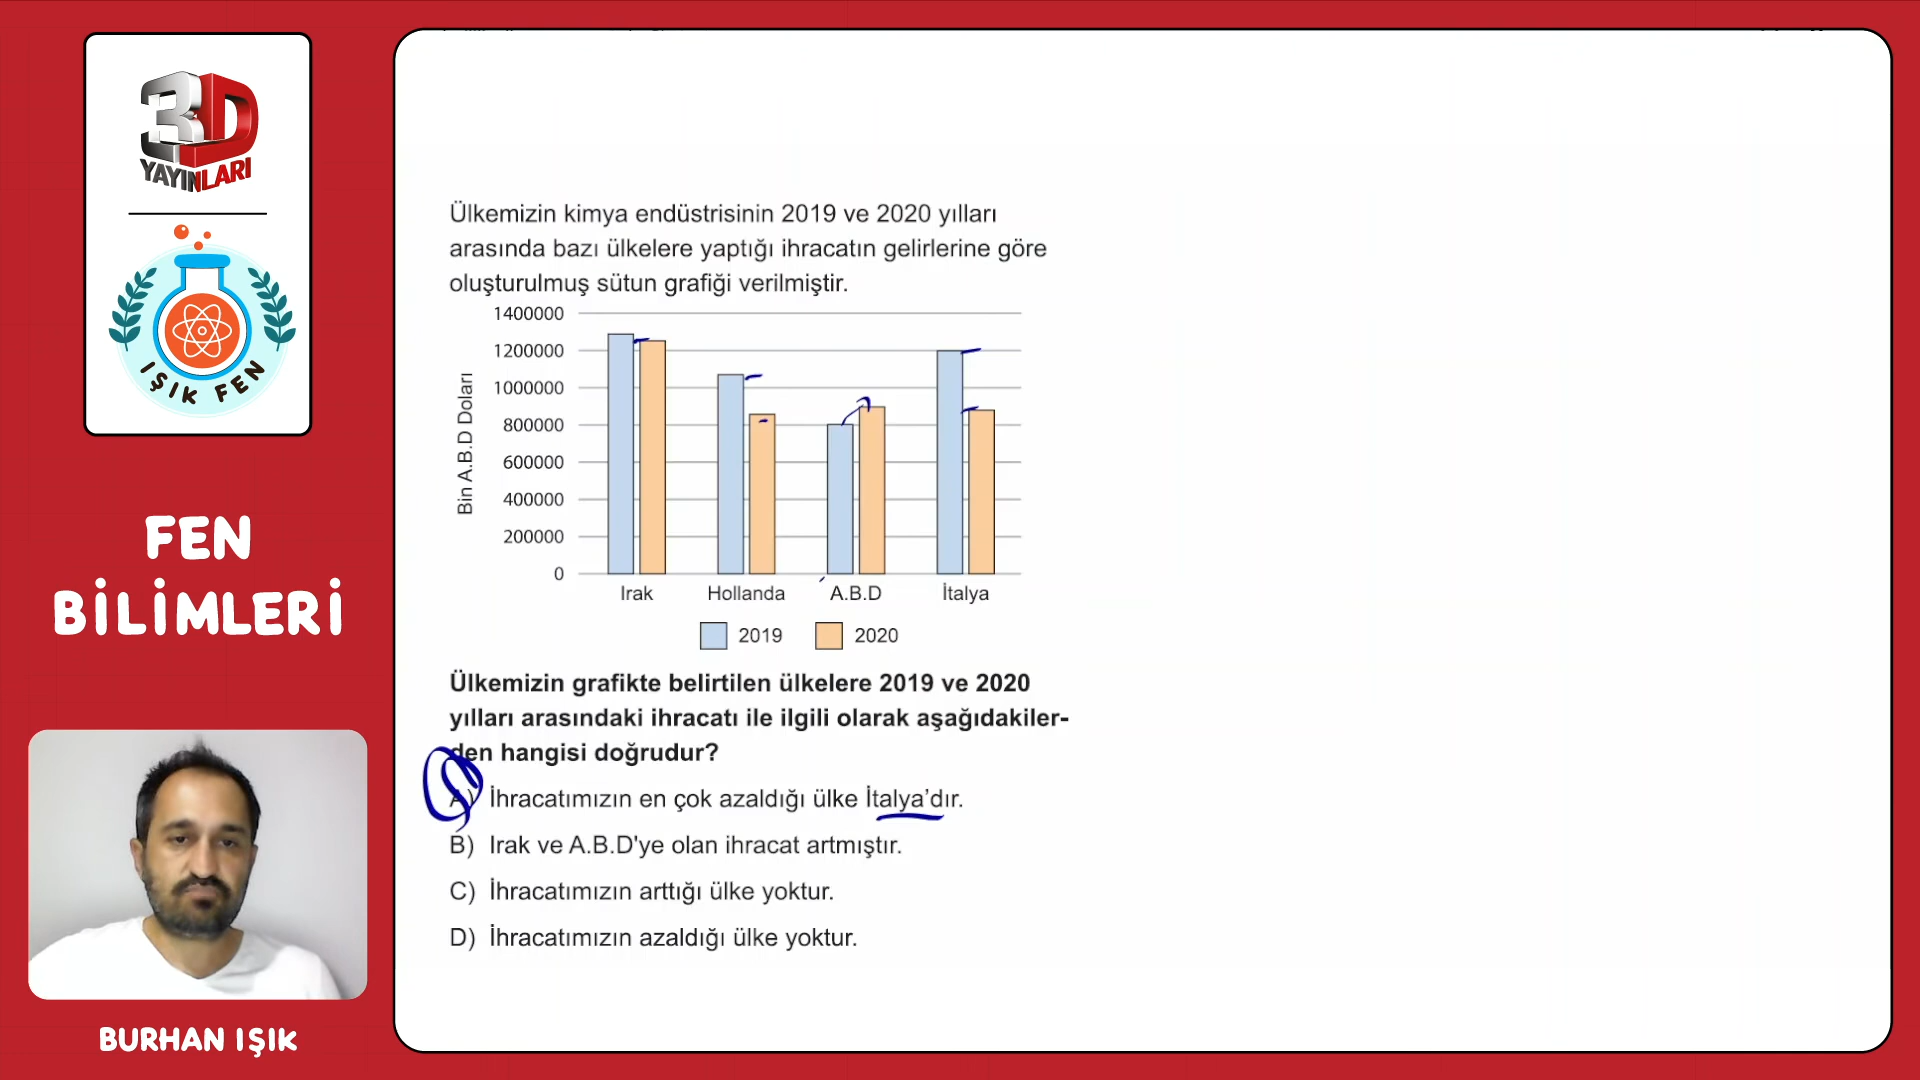 3D
YAYINLARI
IŞIK FEN
FEN
BİLİMLERİ
BURHAN IŞIK
Ülkemizin kimya endüstrisinin 2019 ve 2020 yılları
arasında bazı ülkelere yaptığı ihracatın gelirlerine göre
oluşturulmuş sütun grafiği verilmiştir.
Bin A.B.D Doları
1400000
1200000
1000000
800000
600000
400000
200000
0
Irak Hollanda A.B.D İtalya
2019 2020
Ülkemizin grafikte belirtilen ülkelere 2019 ve 2020
yılları arasındaki ihracatı ile ilgili olarak aşağıdakiler-
den hangisi doğrudur?
A) İhracatımızın en çok azaldığı ülke İtalya’dır.
B) Irak ve A.B.D'ye olan ihracat artmıştır.
C) İhracatımızın arttığı ülke yoktur.
D) İhracatımızın azaldığı ülke yoktur.